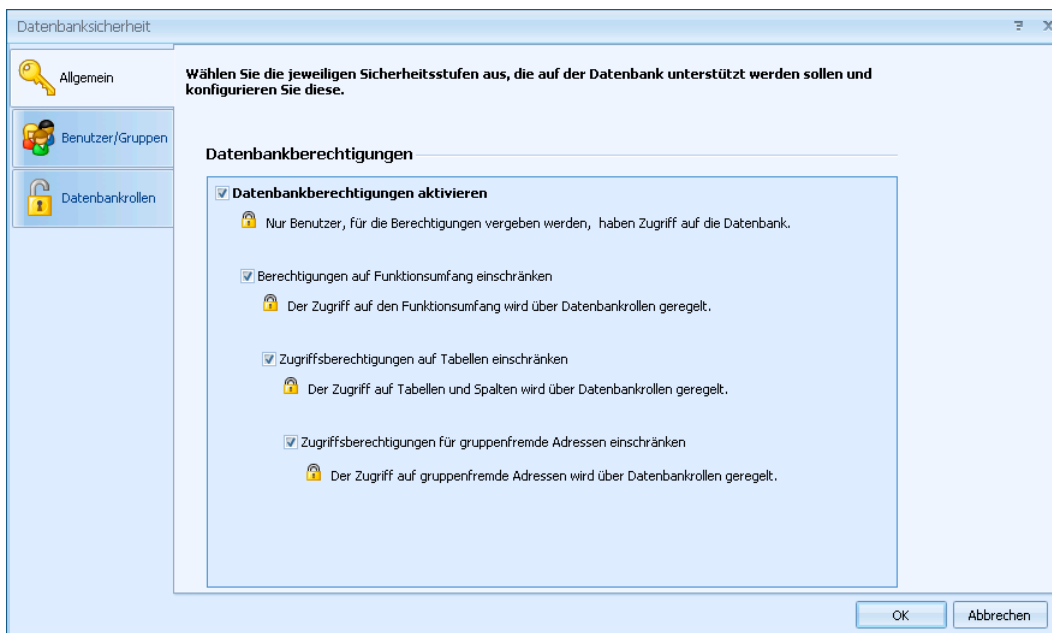 Datenbanksicherheit
Allgemein
Benutzer/Gruppen
Datenbankrollen
Wählen Sie die jeweiligen Sicherheitsstufen aus, die auf der Datenbank unterstützt werden sollen und
konfigurieren Sie diese.
Datenbankberechtigungen
Datenbankberechtigungen aktivieren
Nur Benutzer, für die Berechtigungen vergeben werden, haben Zugriff auf die Datenbank.
Berechtigungen auf Funktionsumfang einschränken
Der Zugriff auf den Funktionsumfang wird über Datenbankrollen geregelt.
Zugriffsberechtigungen auf Tabellen einschränken
Der Zugriff auf Tabellen und Spalten wird über Datenbankrollen geregelt.
Zugriffsberechtigungen für gruppenfremde Adressen einschränken
Der Zugriff auf gruppenfremde Adressen wird über Datenbankrollen geregelt.
OK
Abbrechen